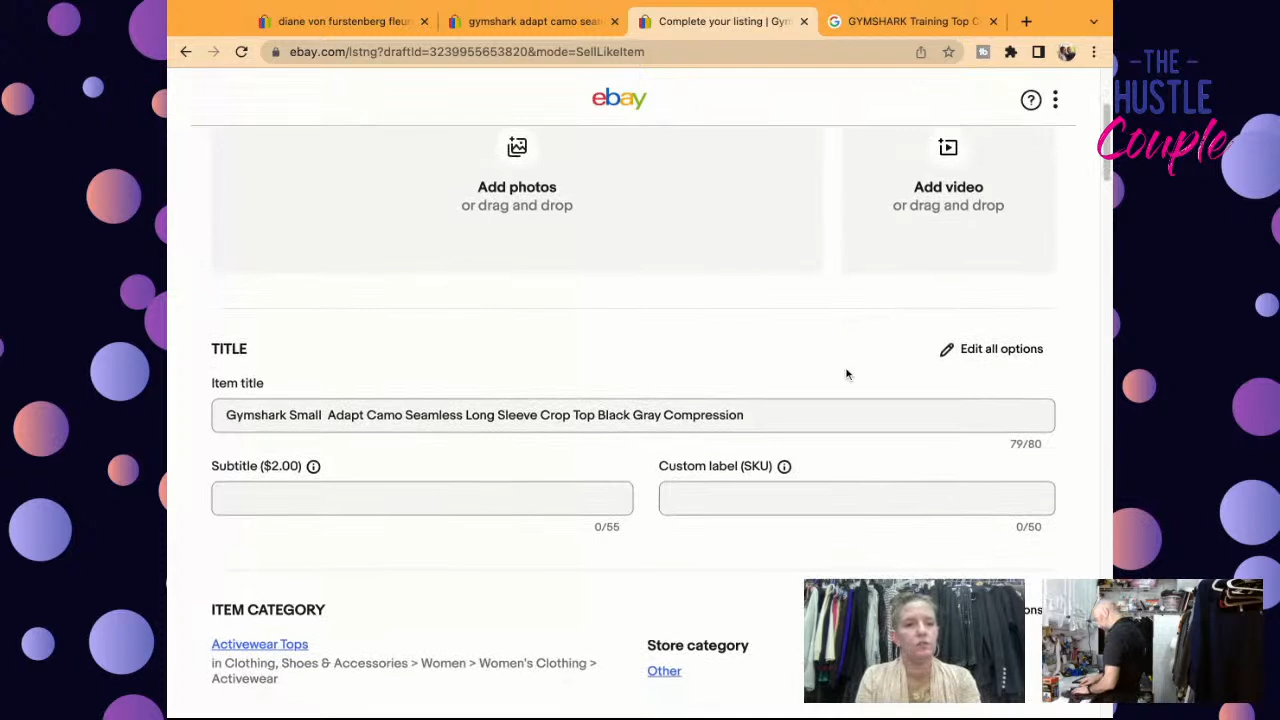 diane von furstenberg fleur
gymshark adapt camo sean
Complete your listing | Gym
GYMSHARK Training Top C
ebay.com/lstng?draftId=3239955653820&mode=SellLikeItem
- THE -
HUSTLE
Couple
ebay
Add photos
or drag and drop
Add video
or drag and drop
TITLE
Edit all options
Item title
Gymshark Small  Adapt Camo Seamless Long Sleeve Crop Top Black Gray Compression
79/80
Subtitle ($2.00)
Custom label (SKU)
0/55
0/50
ITEM CATEGORY
ons
Activewear Tops
in Clothing, Shoes & Accessories > Women > Women's Clothing >
Activewear
Store category
Other